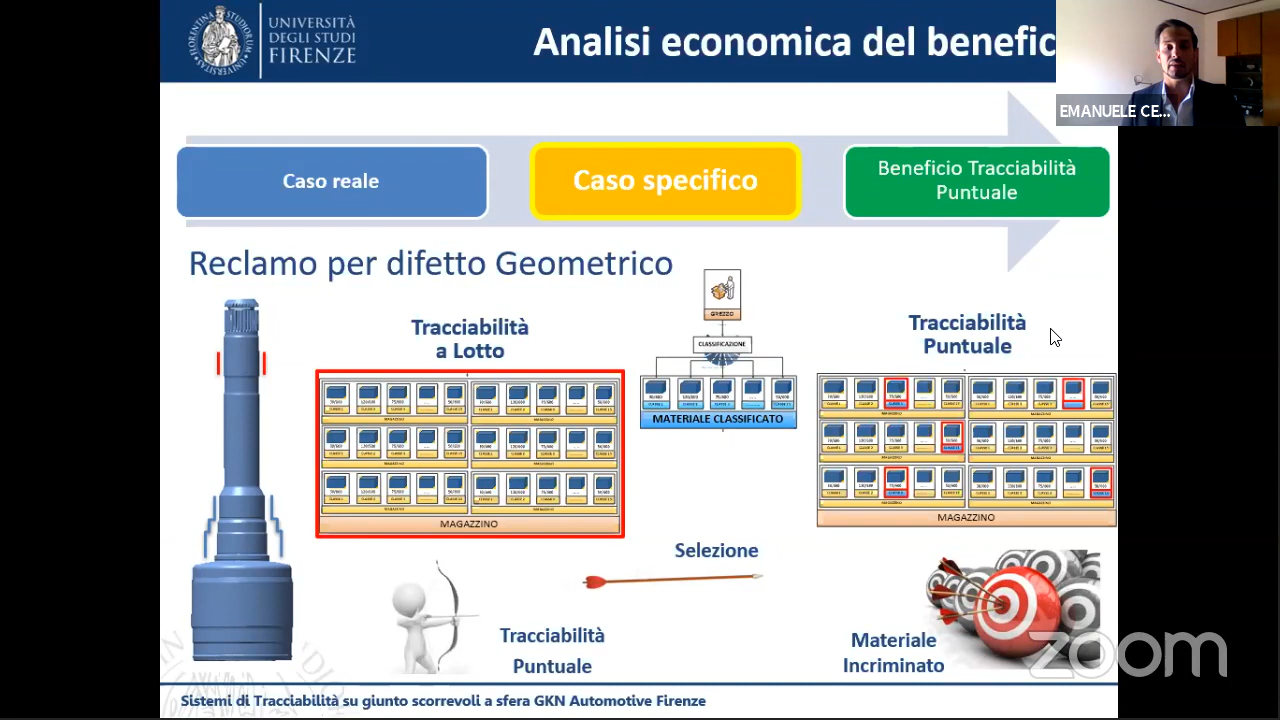 UNIVERSITÀ
DEGLI STUDI
FIRENZE
Analisi economica del benefic
EMANUELE CE...
Caso reale
Caso specifico
Beneficio Tracciabilità
Puntuale
Reclamo per difetto Geometrico
Tracciabilità
a Lotto
GREZZO
CLASSIFICAZIONE
MATERIALE CLASSIFICATO
Tracciabilità
Puntuale
MAGAZZINO
MAGAZZINO
Selezione
Tracciabilità
Puntuale
Materiale
Incriminato
zoom
Sistemi di Tracciabilità su giunto scorrevoli a sfera GKN Automotive Firenze